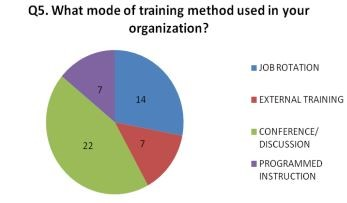 Q5. What mode of training method used in your
organization?
7
14
22
7
JOB ROTATION
EXTERNAL TRAINING
CONFERENCE/
DISCUSSION
PROGRAMMED
INSTRUCTION